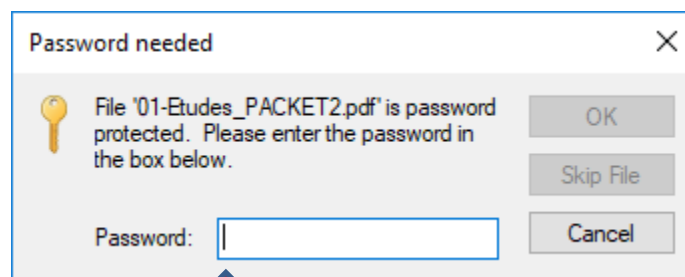 Password needed
File '01-Etudes_PACKET2.pdf' is password
protected.  Please enter the password in
the box below.
OK
Skip File
Password:
Cancel